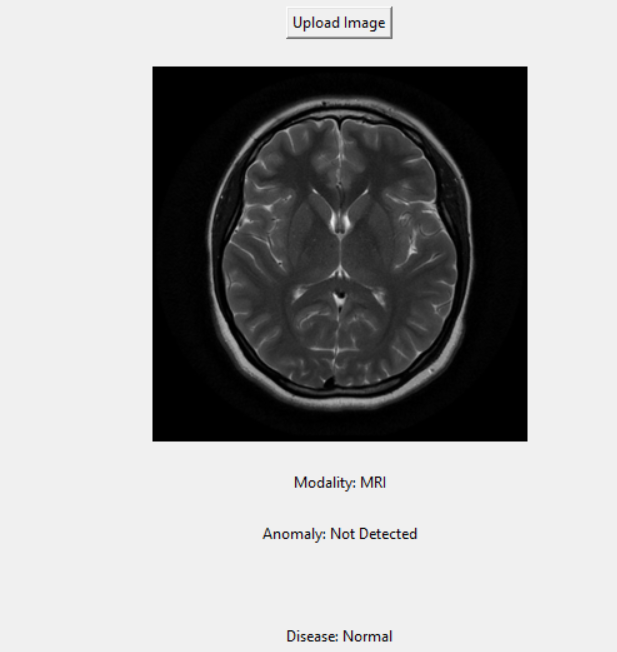 Upload Image
Modality: MRI
Anomaly: Not Detected
Disease: Normal